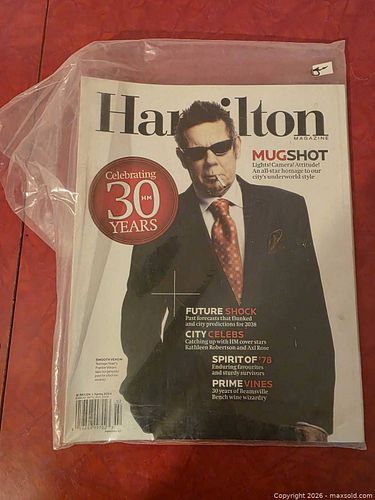 Hamilton
MAGAZINE
MUGSHOT
Lights! Camera! Attitude!
An all-star homage to our
city's underworld style
Celebrating
30 HM
YEARS
FUTURE SHOCK
Past forecasts that flunked
and city predictions for 2038
CITY CELEBS
Catching up with HM cover stars
Kathleen Robertson and Axl Rose
SPIRIT OF '78
Enduring favourites
and sturdy survivors
PRIME VINES
30 years of Beamsville
Bench wine wizardry
SMOOTH VENOM
Copyright 2026 - maxsold.com